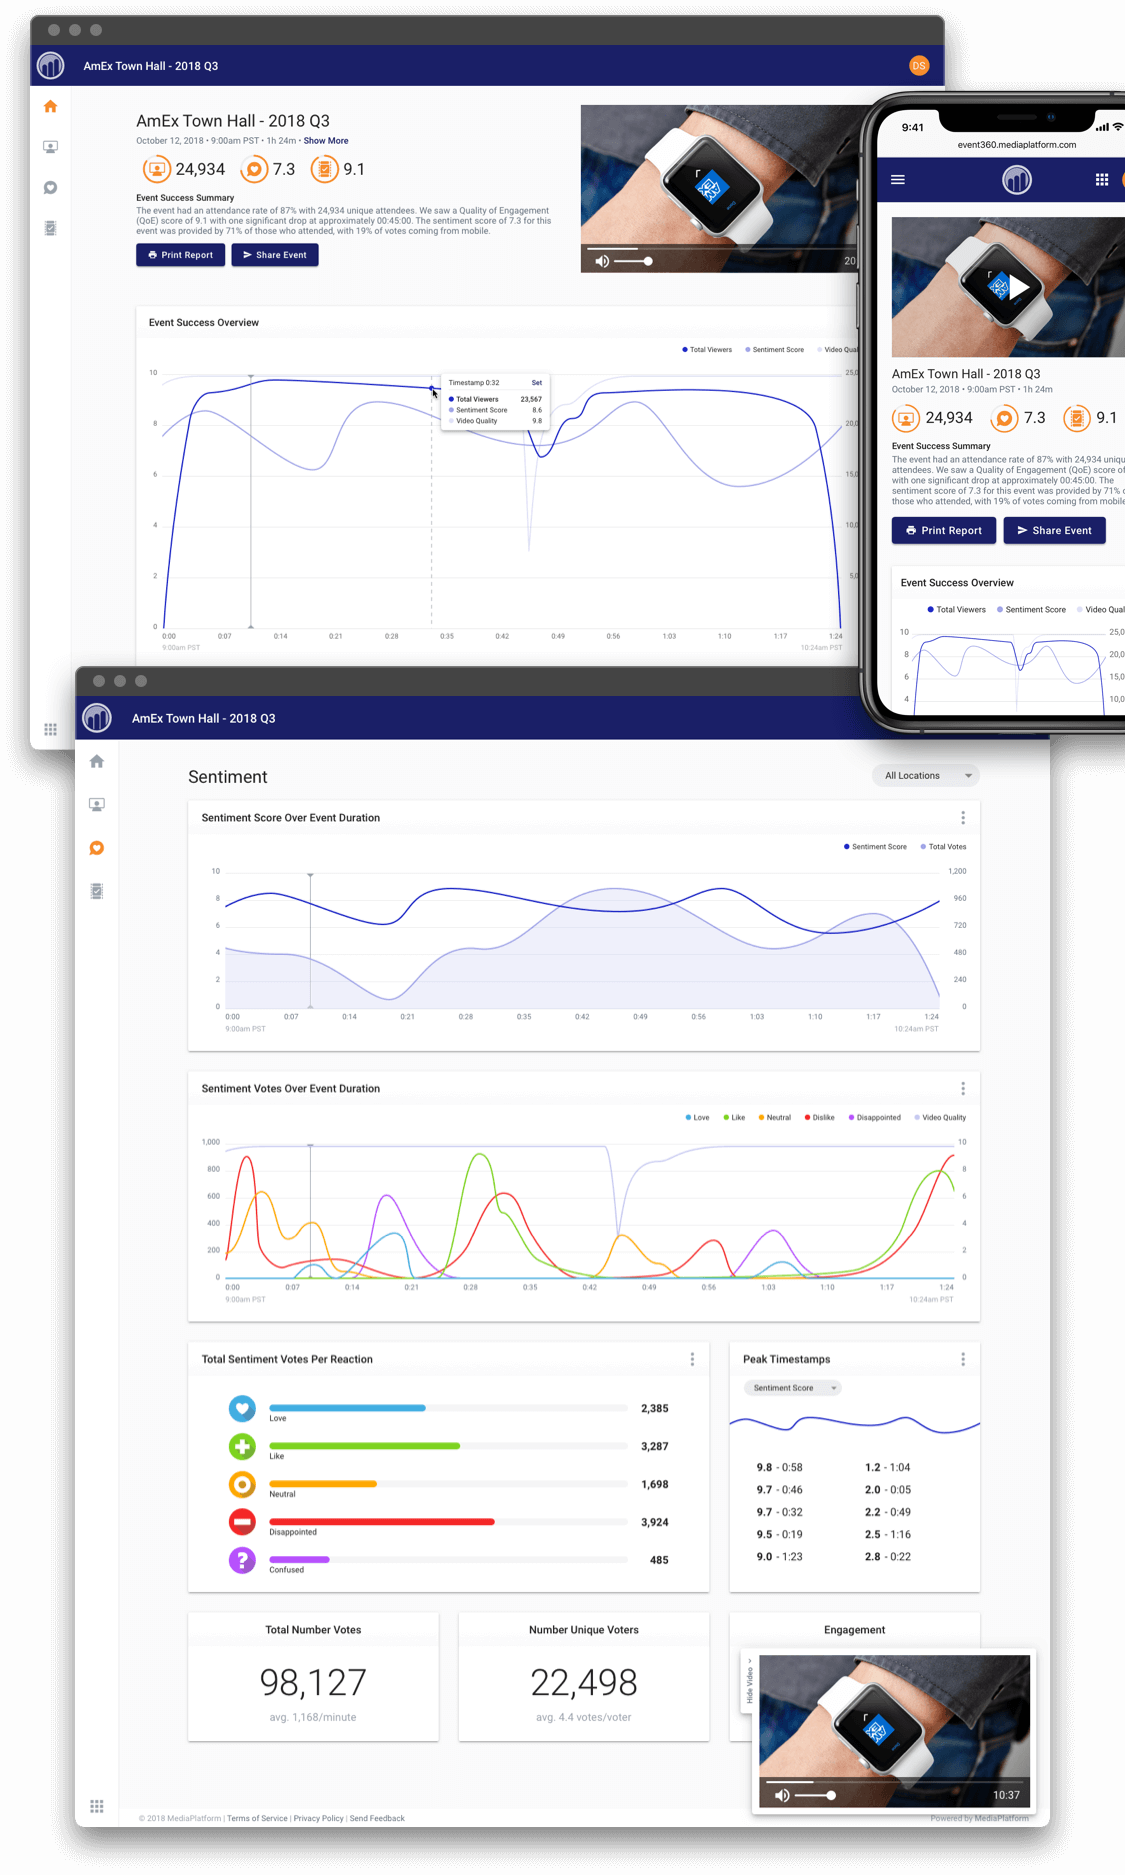 AmEx Town Hall - 2018 Q3
DS
AmEx Town Hall - 2018 Q3
October 12, 2018 • 9:00am PST • 1h 24m • Show More
24,934
7.3
9.1
Event Success Summary
The event had an attendance rate of 87% with 24,934 unique attendees. We saw a Quality of Engagement
(QoE) score of 9.1 with one significant drop at approximately 00:45:00. The sentiment score of 7.3 for this
event was provided by 71% of those who attended, with 19% of votes coming from mobile.
Print Report
Share Event
20
Event Success Overview
Total Viewers
Sentiment Score
Video Qual
10
8
6
4
2
0
25,0
20,0
15,0
10,0
5,0
Timestamp 0:32
Set
Total Viewers 23,567
Sentiment Score 8.6
Video Quality 9.8
0:00 0:07 0:14 0:21 0:28 0:35 0:42 0:49 0:56 1:03 1:10 1:17 1:24
9:00am PST
10:24am PST
9:41
event360.mediaplatform.com
AmEx Town Hall - 2018 Q3
October 12, 2018 • 9:00am PST • 1h 24m
24,934
7.3
9.1
Event Success Summary
The event had an attendance rate of 87% with 24,934 uniqu
attendees. We saw a Quality of Engagement (QoE) score of
with one significant drop at approximately 00:45:00. The
sentiment score of 7.3 for this event was provided by 71%
those who attended, with 19% of votes coming from mobile
Print Report
Share Event
Event Success Overview
Total Viewers
Sentiment Score
Video Qual
10
8
6
4
25,0
20,0
15,0
10,0
AmEx Town Hall - 2018 Q3
Sentiment
All Locations
Sentiment Score Over Event Duration
Sentiment Score
Total Votes
10
8
6
4
2
0
1,200
960
720
480
240
0
0:00 0:07 0:14 0:21 0:28 0:35 0:42 0:49 0:56 1:03 1:10 1:17 1:24
9:00am PST
10:24am PST
Sentiment Votes Over Event Duration
Love
Like
Neutral
Dislike
Disappointed
Video Quality
1,000
800
600
400
200
0
10
8
6
4
2
0
0:00 0:07 0:14 0:21 0:28 0:35 0:42 0:49 0:56 1:03 1:10 1:17 1:24
9:00am PST
10:24am PST
Total Sentiment Votes Per Reaction
2,385
Love
3,287
Like
1,698
Neutral
3,924
Disappointed
?
485
Confused
Peak Timestamps
Sentiment Score
9.8 - 0:58
1.2 - 1:04
9.7 - 0:46
2.0 - 0:05
9.7 - 0:32
2.2 - 0:49
9.5 - 0:19
2.5 - 1:16
9.0 - 1:23
2.8 - 0:22
Total Number Votes
98,127
avg. 1,168/minute
Number Unique Voters
22,498
avg. 4.4 votes/voter
Engagement
Hide Video
10:37
© 2018 MediaPlatform | Terms of Service | Privacy Policy | Send Feedback
Powered by MediaPlatform